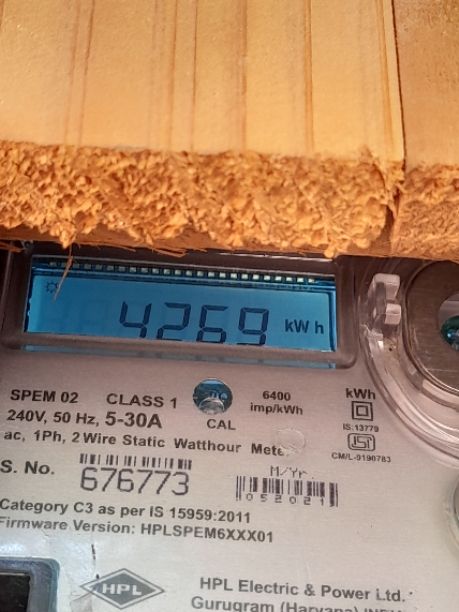 4269 kWh
SPEM 02 CLASS 1 6400 kWh
240V, 50 Hz, 5-30A imp/kWh
CAL IS:13779
ac, 1Ph, 2 Wire Static Watthour
CM/L-9190783
S. No. 676773 M/Yr.
052021
Category C3 as per IS 15959:2011
Firmware Version: HPLSPEM6XXX01
HPL HPL Electric & Power Ltd.
Gurugram (Haryana)